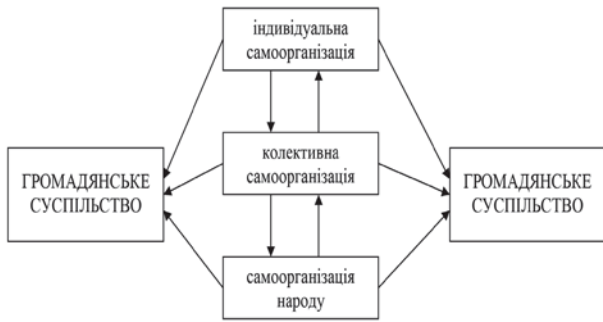 індивідуальна
самоорганізація
колективна
самоорганізація
ГРОМАДЯНСЬКЕ
СУСПІЛЬСТВО
ГРОМАДЯНСЬКЕ
СУСПІЛЬСТВО
самоорганізація
народу